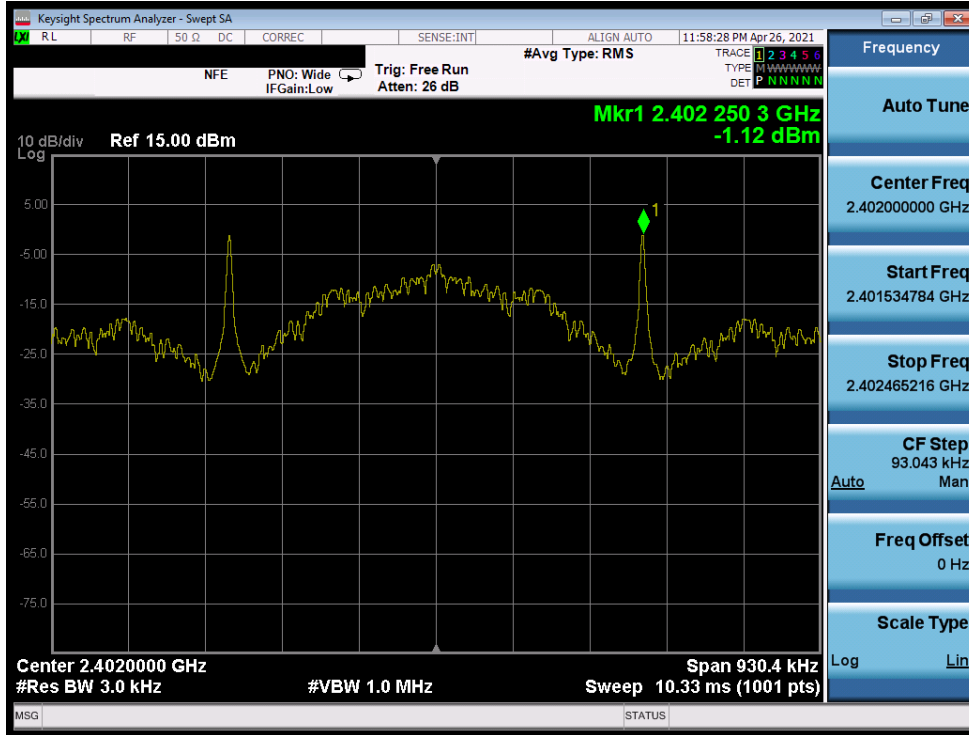 Keysight Spectrum Analyzer - Swept SA
LXI RL RF 50 Ω DC CORREC SENSE:INT ALIGN AUTO 11:58:28 PM Apr 26, 2021
#Avg Type: RMS TRACE 1 2 3 4 5 6
NFE PNO: Wide Trig: Free Run TYPE M WWWWW
IFGain:Low Atten: 26 dB DET P N N N N N
Mkr1 2.402 250 3 GHz
-1.12 dBm
10 dB/div Ref 15.00 dBm
Log
1
5.00
-5.00
-15.0
-25.0
-35.0
-45.0
-55.0
-65.0
-75.0
Center 2.4020000 GHz Span 930.4 kHz
#Res BW 3.0 kHz #VBW 1.0 MHz Sweep 10.33 ms (1001 pts)
MSG STATUS
Frequency
Auto Tune
Center Freq
2.402000000 GHz
Start Freq
2.401534784 GHz
Stop Freq
2.402465216 GHz
CF Step
93.043 kHz
Auto Man
Freq Offset
0 Hz
Scale Type
Log Lin